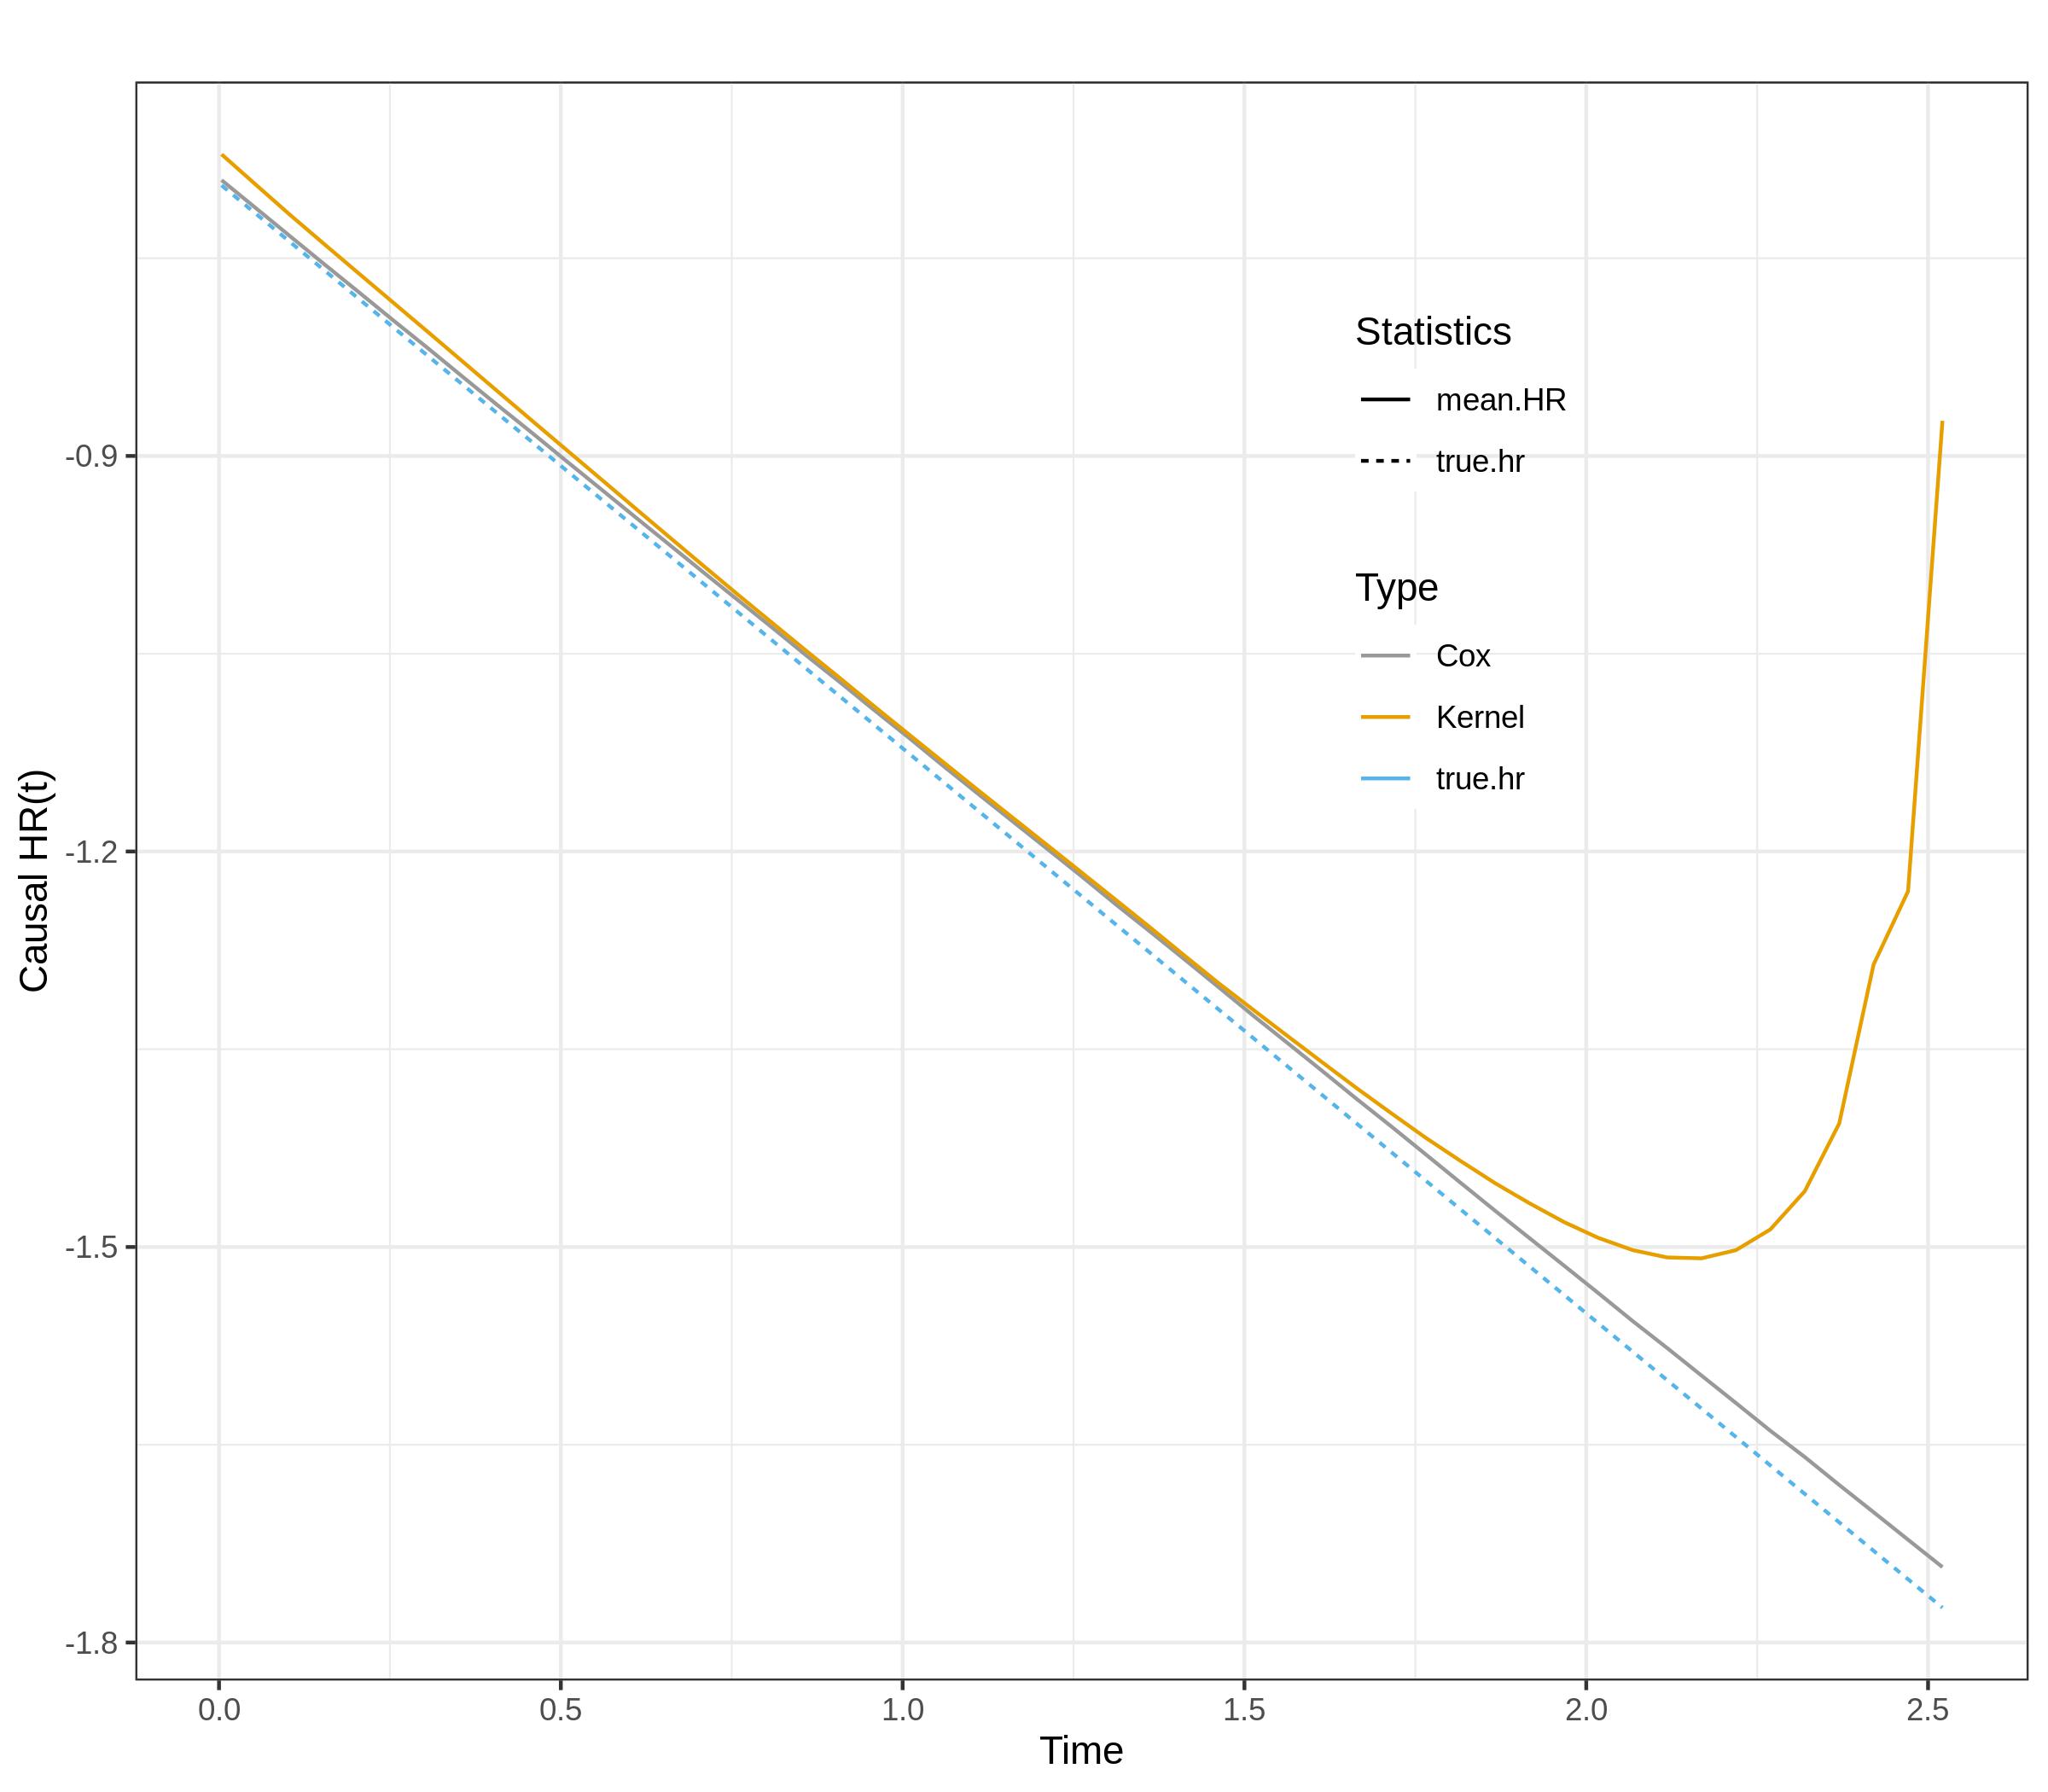 Causal HR(t)
-0.9
-1.2
-1.5
-1.8
Statistics
mean.HR
true.hr
Type
Cox
Kernel
true.hr
0.0 0.5 1.0 1.5 2.0 2.5
Time